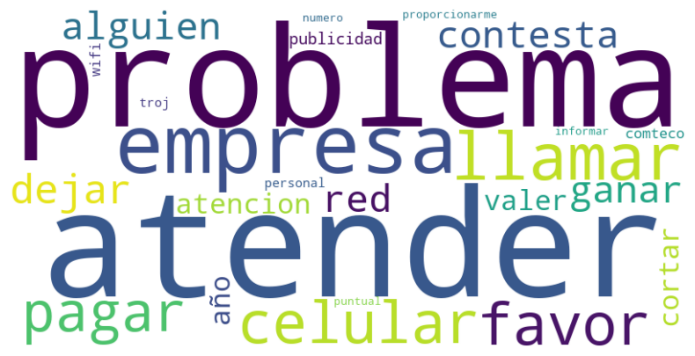 numero proporcionarme
alguien publicidad contesta
wifi
problema
troj
empresa llamar
informar comteco
dejar personal ganar
atencion red valer
atender
año cortar
pagar puntual
celular favor